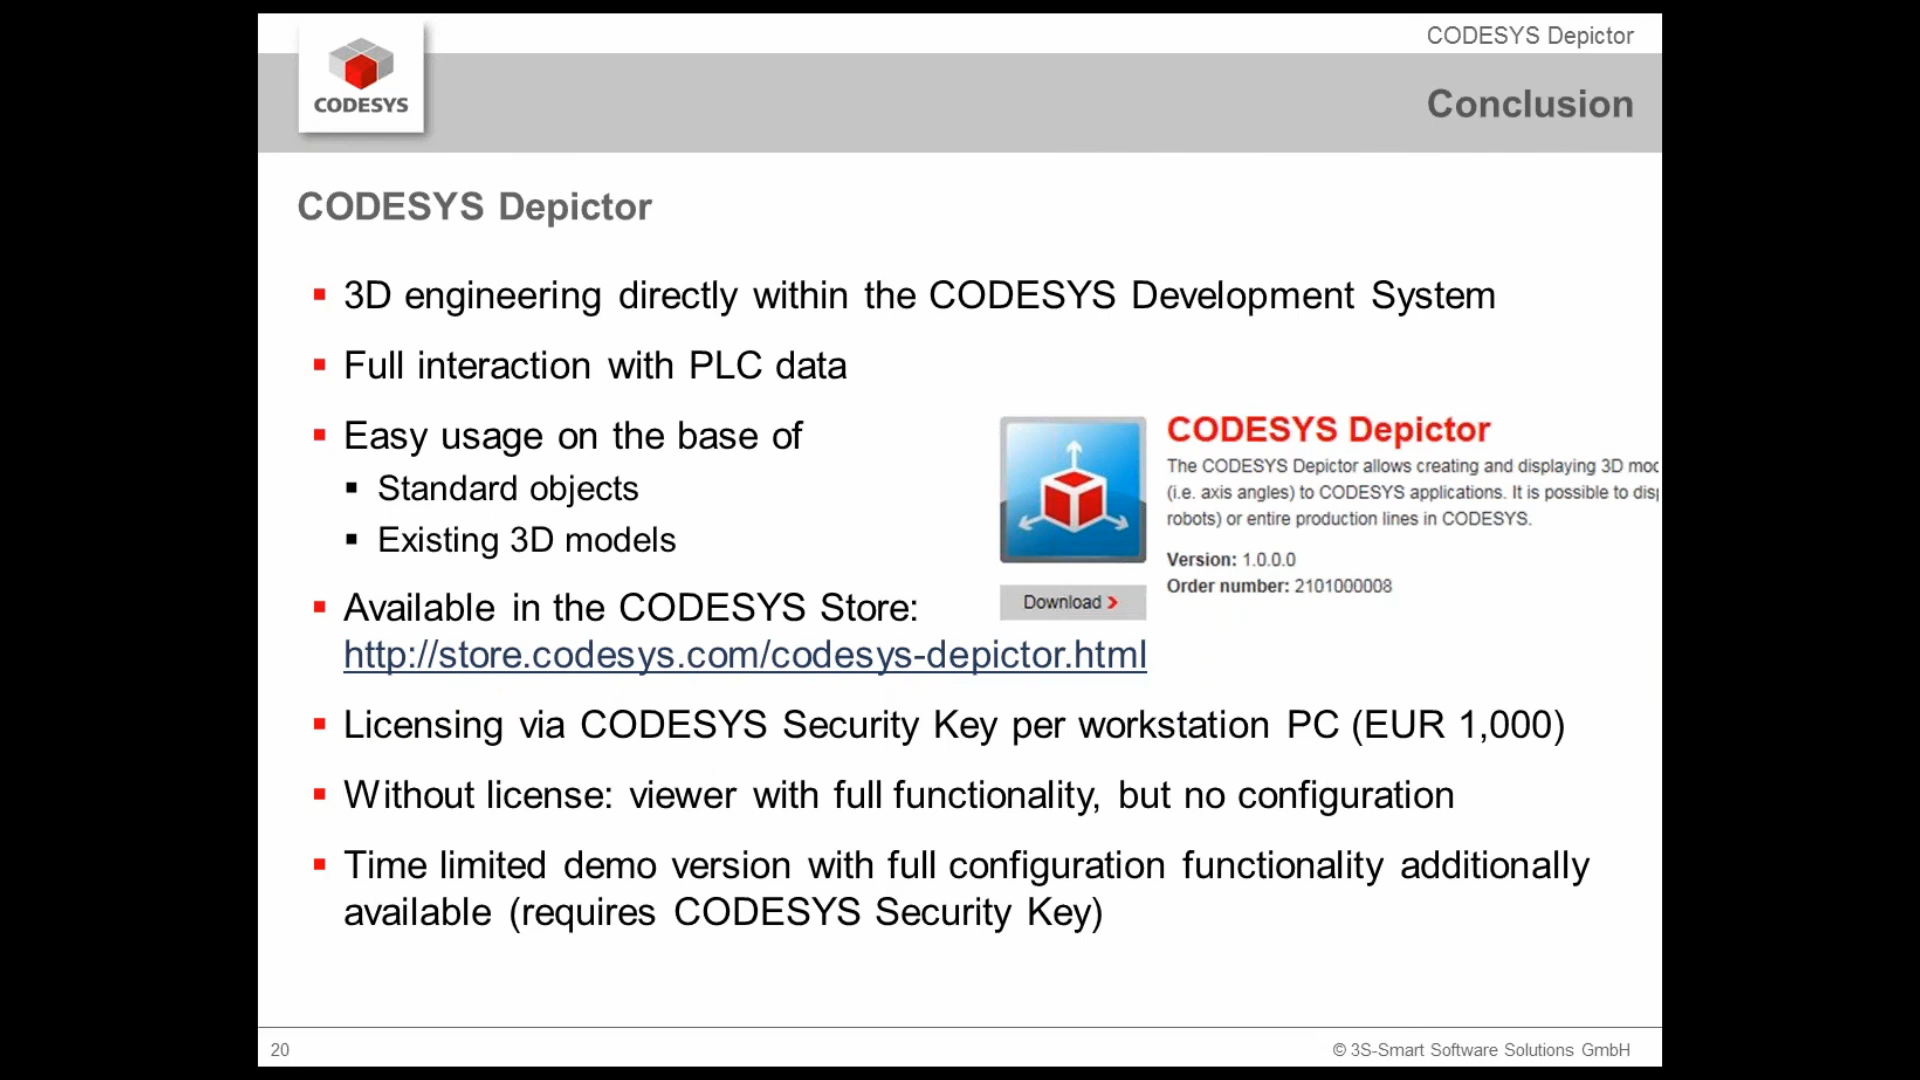 CODESYS Depictor
CODESYS
Conclusion
CODESYS Depictor
3D engineering directly within the CODESYS Development System
Full interaction with PLC data
Easy usage on the base of
Standard objects
Existing 3D models
CODESYS Depictor
The CODESYS Depictor allows creating and displaying 3D
(i.e. axis angles) to CODESYS applications. It is possible to
robots) or entire production lines in CODESYS.
Version: 1.0.0.0
Order number: 2101000008
Download
Available in the CODESYS Store:
http://store.codesys.com/codesys-depictor.html
Licensing via CODESYS Security Key per workstation PC (EUR 1,000)
Without license: viewer with full functionality, but no configuration
Time limited demo version with full configuration functionality additionally
available (requires CODESYS Security Key)
20
© 3S-Smart Software Solutions GmbH